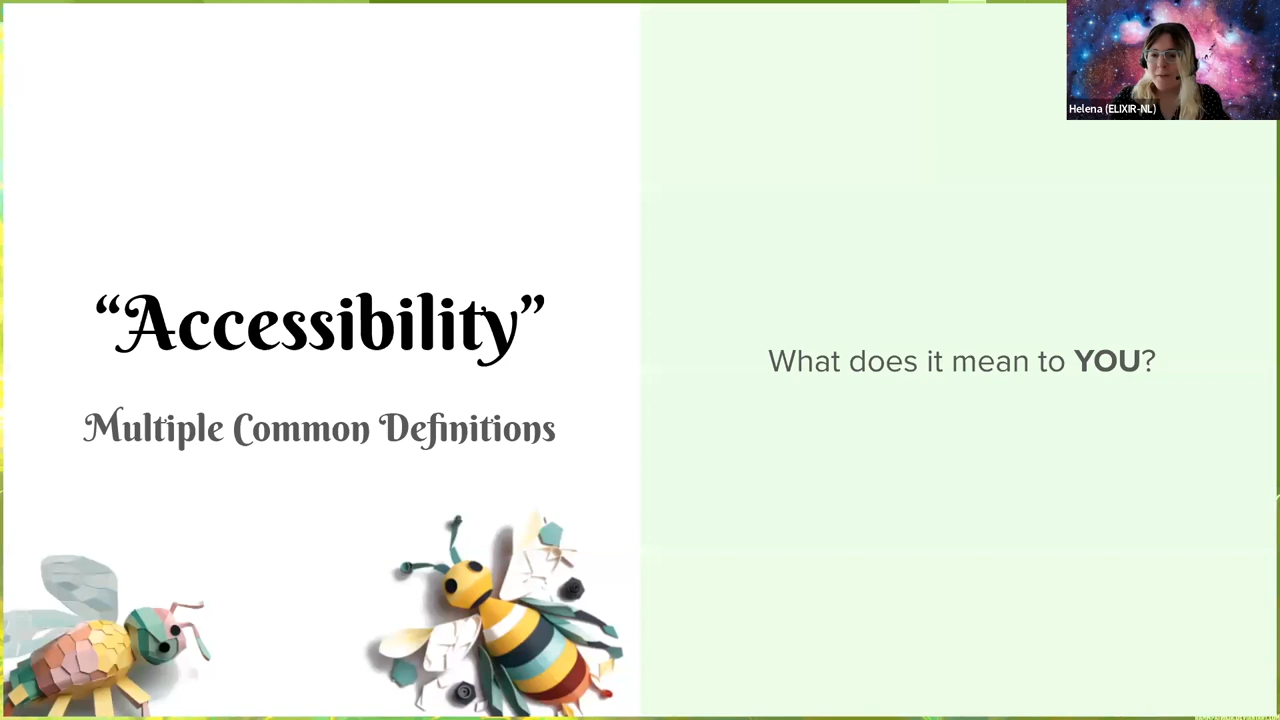 “Accessibility”
Multiple Common Definitions
What does it mean to YOU?
Helena (ELIXIR-NL)